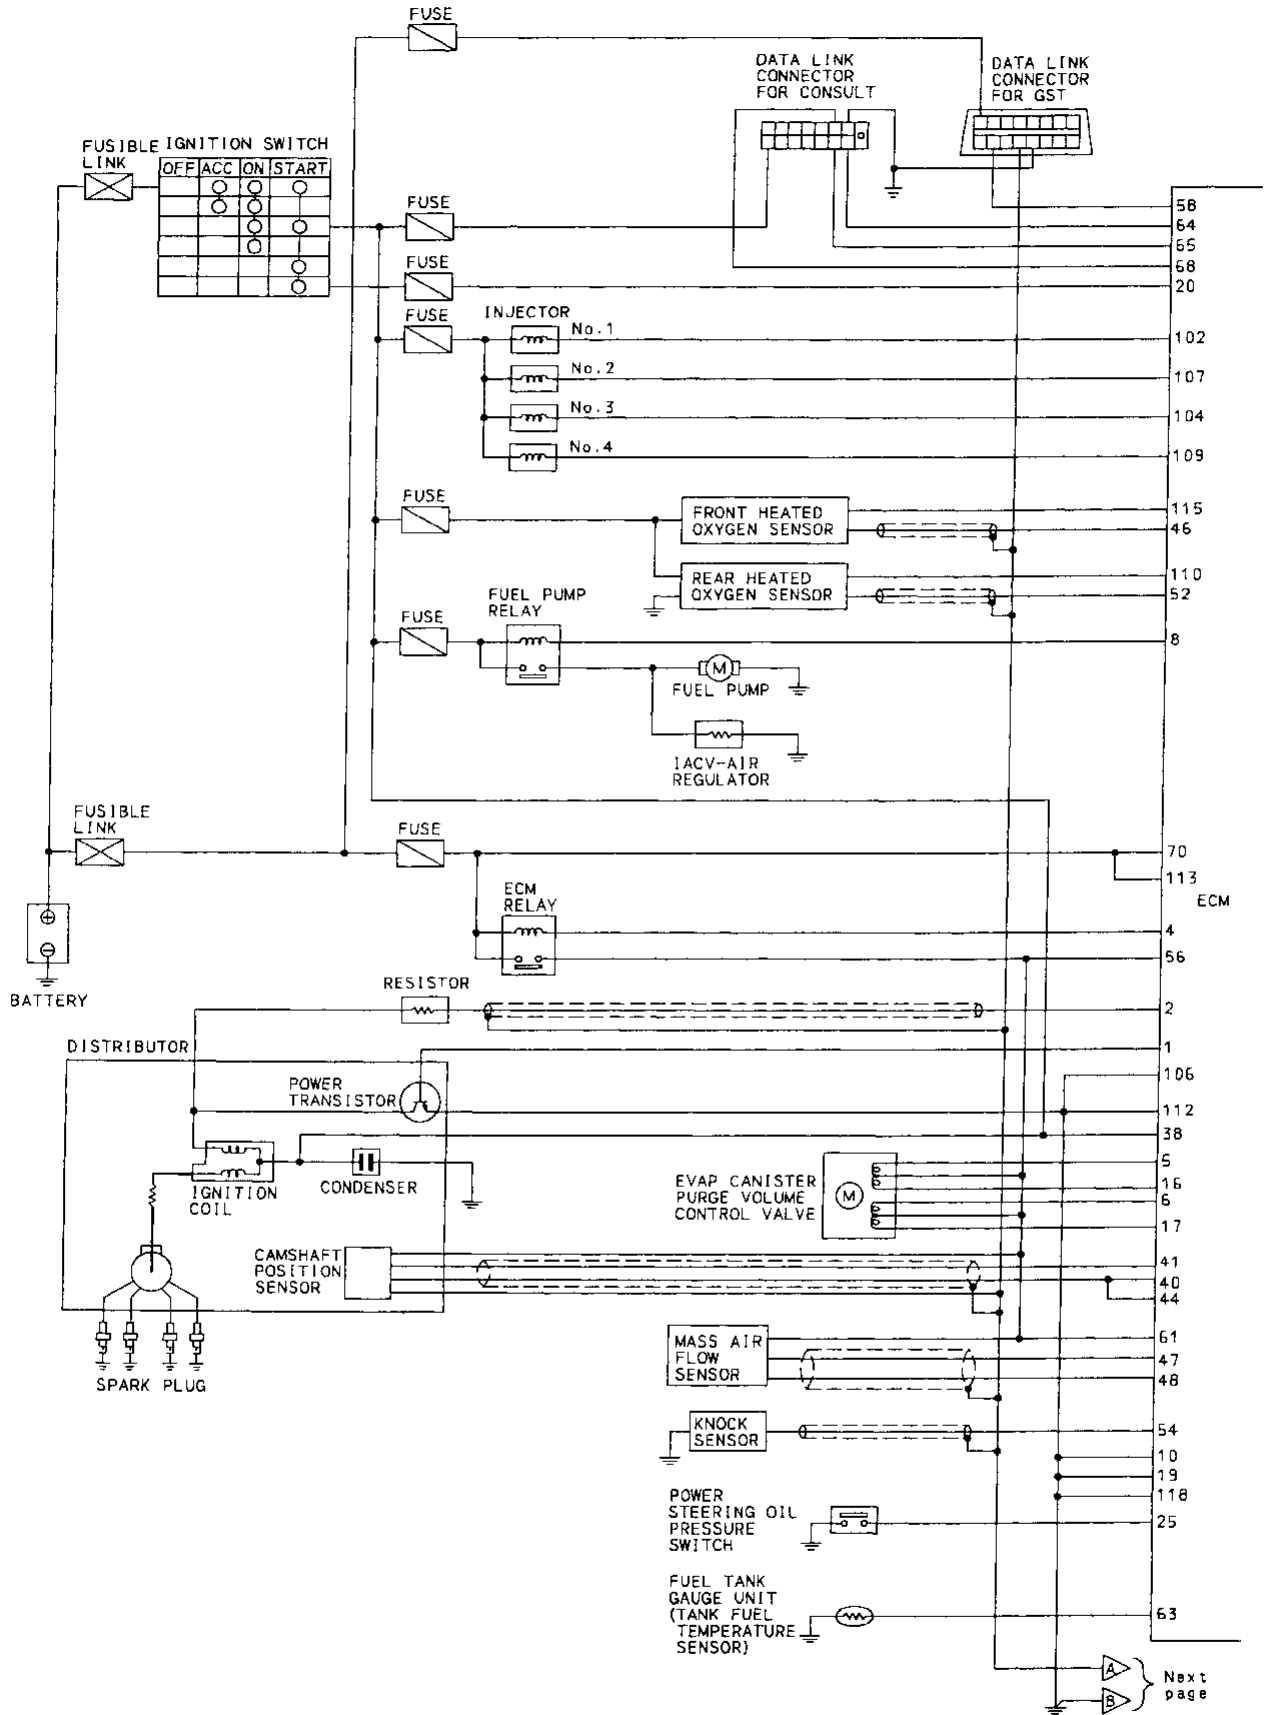 FUSE
DATA LINK
CONNECTOR
FOR CONSULT
DATA LINK
CONNECTOR
FOR GST
FUSIBLE
LINK
IGNITION SWITCH
OFF ACC ON START
FUSE
58
64
65
68
FUSE
20
FUSE
INJECTOR
No.1
102
No.2
107
No.3
104
No.4
109
FUSE
FRONT HEATED
OXYGEN SENSOR
115
46
REAR HEATED
OXYGEN SENSOR
110
52
FUEL PUMP
RELAY
FUSE
8
M
FUEL PUMP
IACV-AIR
REGULATOR
FUSIBLE
LINK
FUSE
70
113
ECM
ECM
RELAY
4
56
BATTERY
RESISTOR
2
DISTRIBUTOR
1
POWER
TRANSISTOR
106
112
38
IGNITION
COIL
CONDENSER
EVAP CANISTER
PURGE VOLUME
CONTROL VALVE
M
5
16
6
17
CAMSHAFT
POSITION
SENSOR
41
40
44
SPARK PLUG
MASS AIR
FLOW
SENSOR
61
47
48
KNOCK
SENSOR
54
10
19
118
POWER
STEERING OIL
PRESSURE
SWITCH
25
FUEL TANK
GAUGE UNIT
(TANK FUEL
TEMPERATURE
SENSOR)
63
A
B
Next
page